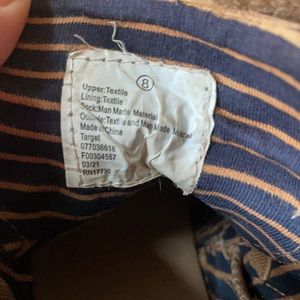 8
Upper:Textile
Lining:Textile
Sock:Man Made Material
Outsole:Textile and Man Made Material
Made in China
Target
077036618
F00304567
03/21
RN17730